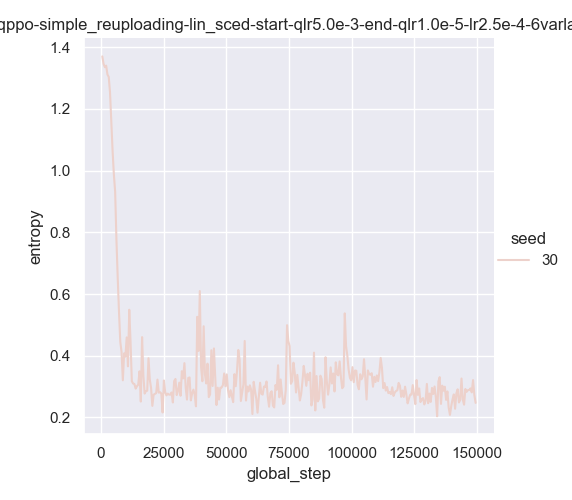 qppo-simple_reuploading-lin_sced-start-qlr5.0e-3-end-qlr1.0e-5-lr2.5e-4-6varla
1.4
1.2
1.0
0.8
0.6
0.4
0.2
entropy
0 25000 50000 75000 100000 125000 150000
global_step
seed
30